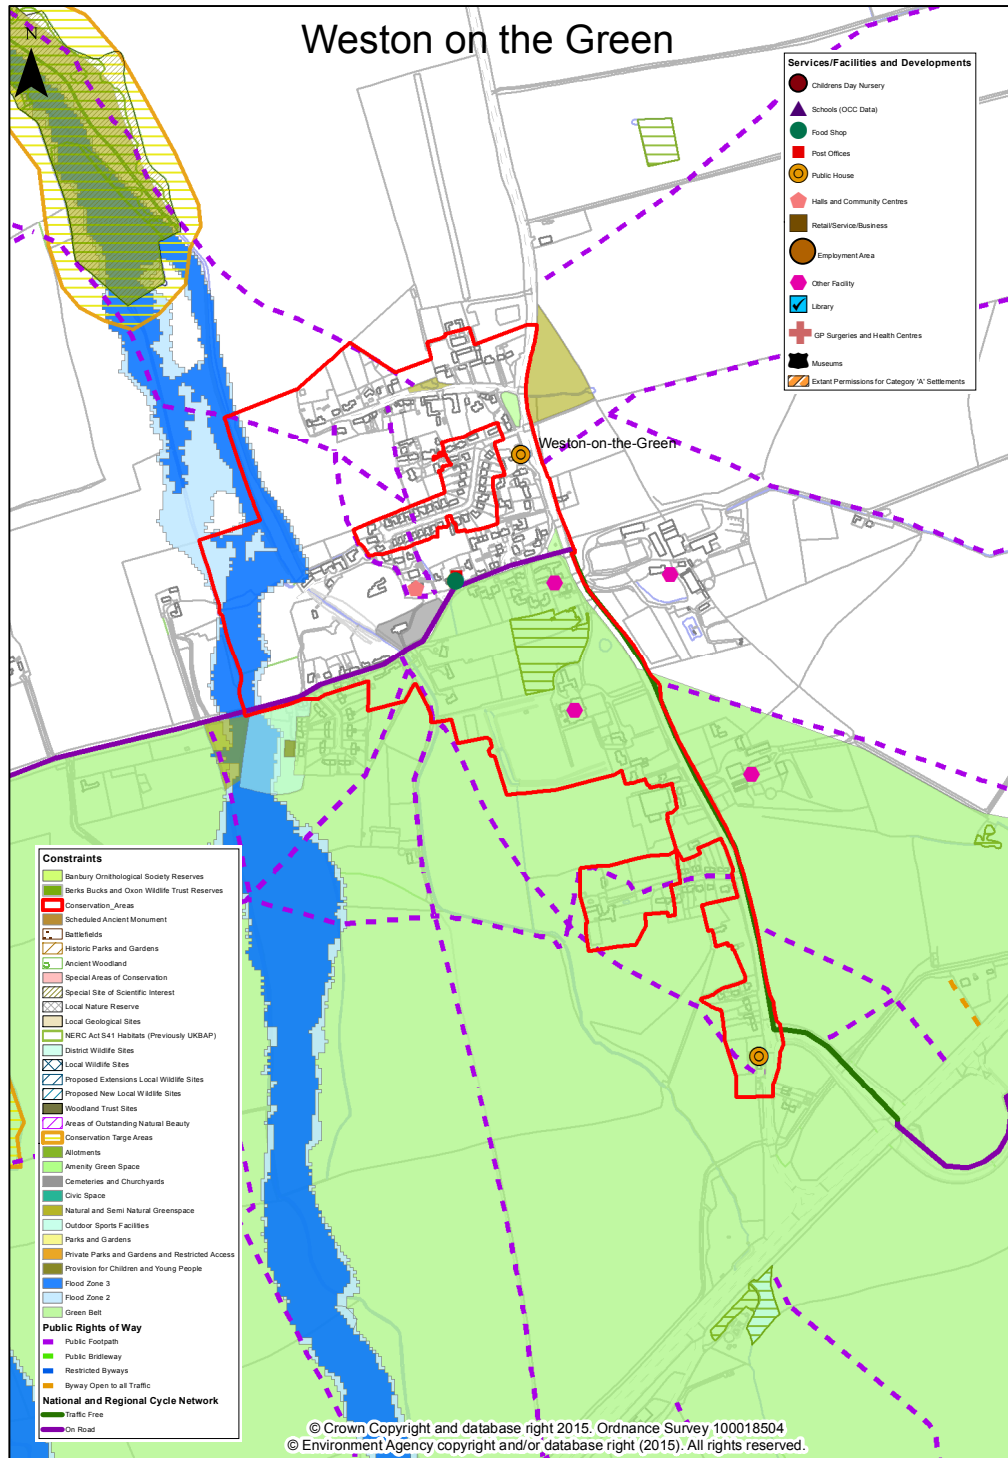 Weston on the Green
N
Services/Facilities and Developments
Childrens Day Nursery
Schools (OCC Data)
Food Shop
Post Offices
Public House
Halls and Community Centres
Retail/Service/Business
Employment Area
Other Facility
Library
GP Surgeries and Health Centres
Museums
Extant Permissions for Category 'A' Settlements
Weston-on-the-Green
Constraints
Banbury Ornithological Society Reserves
Berks Bucks and Oxon Wildlife Trust Reserves
Conservation_Areas
Scheduled Ancient Monument
Battlefields
Historic Parks and Gardens
Ancient Woodland
Special Areas of Conservation
Special Site of Scientific Interest
Local Nature Reserve
Local Geological Sites
NERC Act S41 Habitats (Previously UKBAP)
District Wildlife Sites
Local Wildlife Sites
Proposed Extensions Local Wildlife Sites
Proposed New Local Wildlife Sites
Woodland Trust Sites
Areas of Outstanding Natural Beauty
Conservation Targe Areas
Allotments
Amenity Green Space
Cemeteries and Churchyards
Civic Space
Natural and Semi Natural Greenspace
Outdoor Sports Facilities
Parks and Gardens
Private Parks and Gardens and Restricted Access
Provision for Children and Young People
Flood Zone 3
Flood Zone 2
Green Belt
Public Rights of Way
Public Footpath
Public Bridleway
Restricted Byways
Byway Open to all Traffic
National and Regional Cycle Network
Traffic Free
On Road
© Crown Copyright and database right 2015. Ordnance Survey 100018504
© Environment Agency copyright and/or database right (2015). All rights reserved.